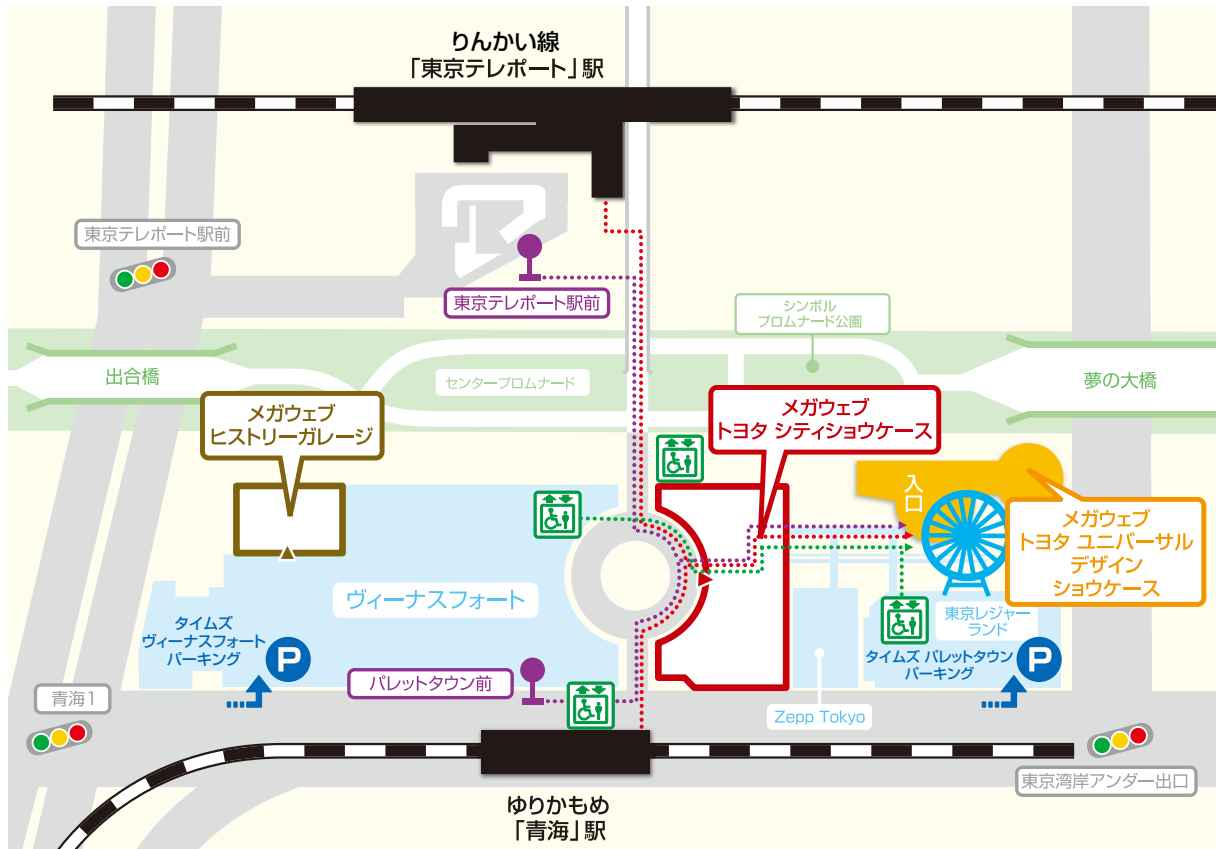 りんかい線
「東京テレポート」駅
東京テレポート駅前
東京テレポート駅前
シンボル
プロムナード公園
出合橋
センタープロムナード
夢の大橋
メガウェブ
ヒストリーガレージ
メガウェブ
トヨタ シティショウケース
入口
メガウェブ
トヨタ ユニバーサル
デザイン
ショウケース
ヴィーナスフォート
東京レジャー
ランド
タイムズ
ヴィーナスフォート
パーキング
P
タイムズ パレットタウン
パーキング
P
パレットタウン前
青海1
Zepp Tokyo
東京湾岸アンダー出口
ゆりかもめ
「青海」駅